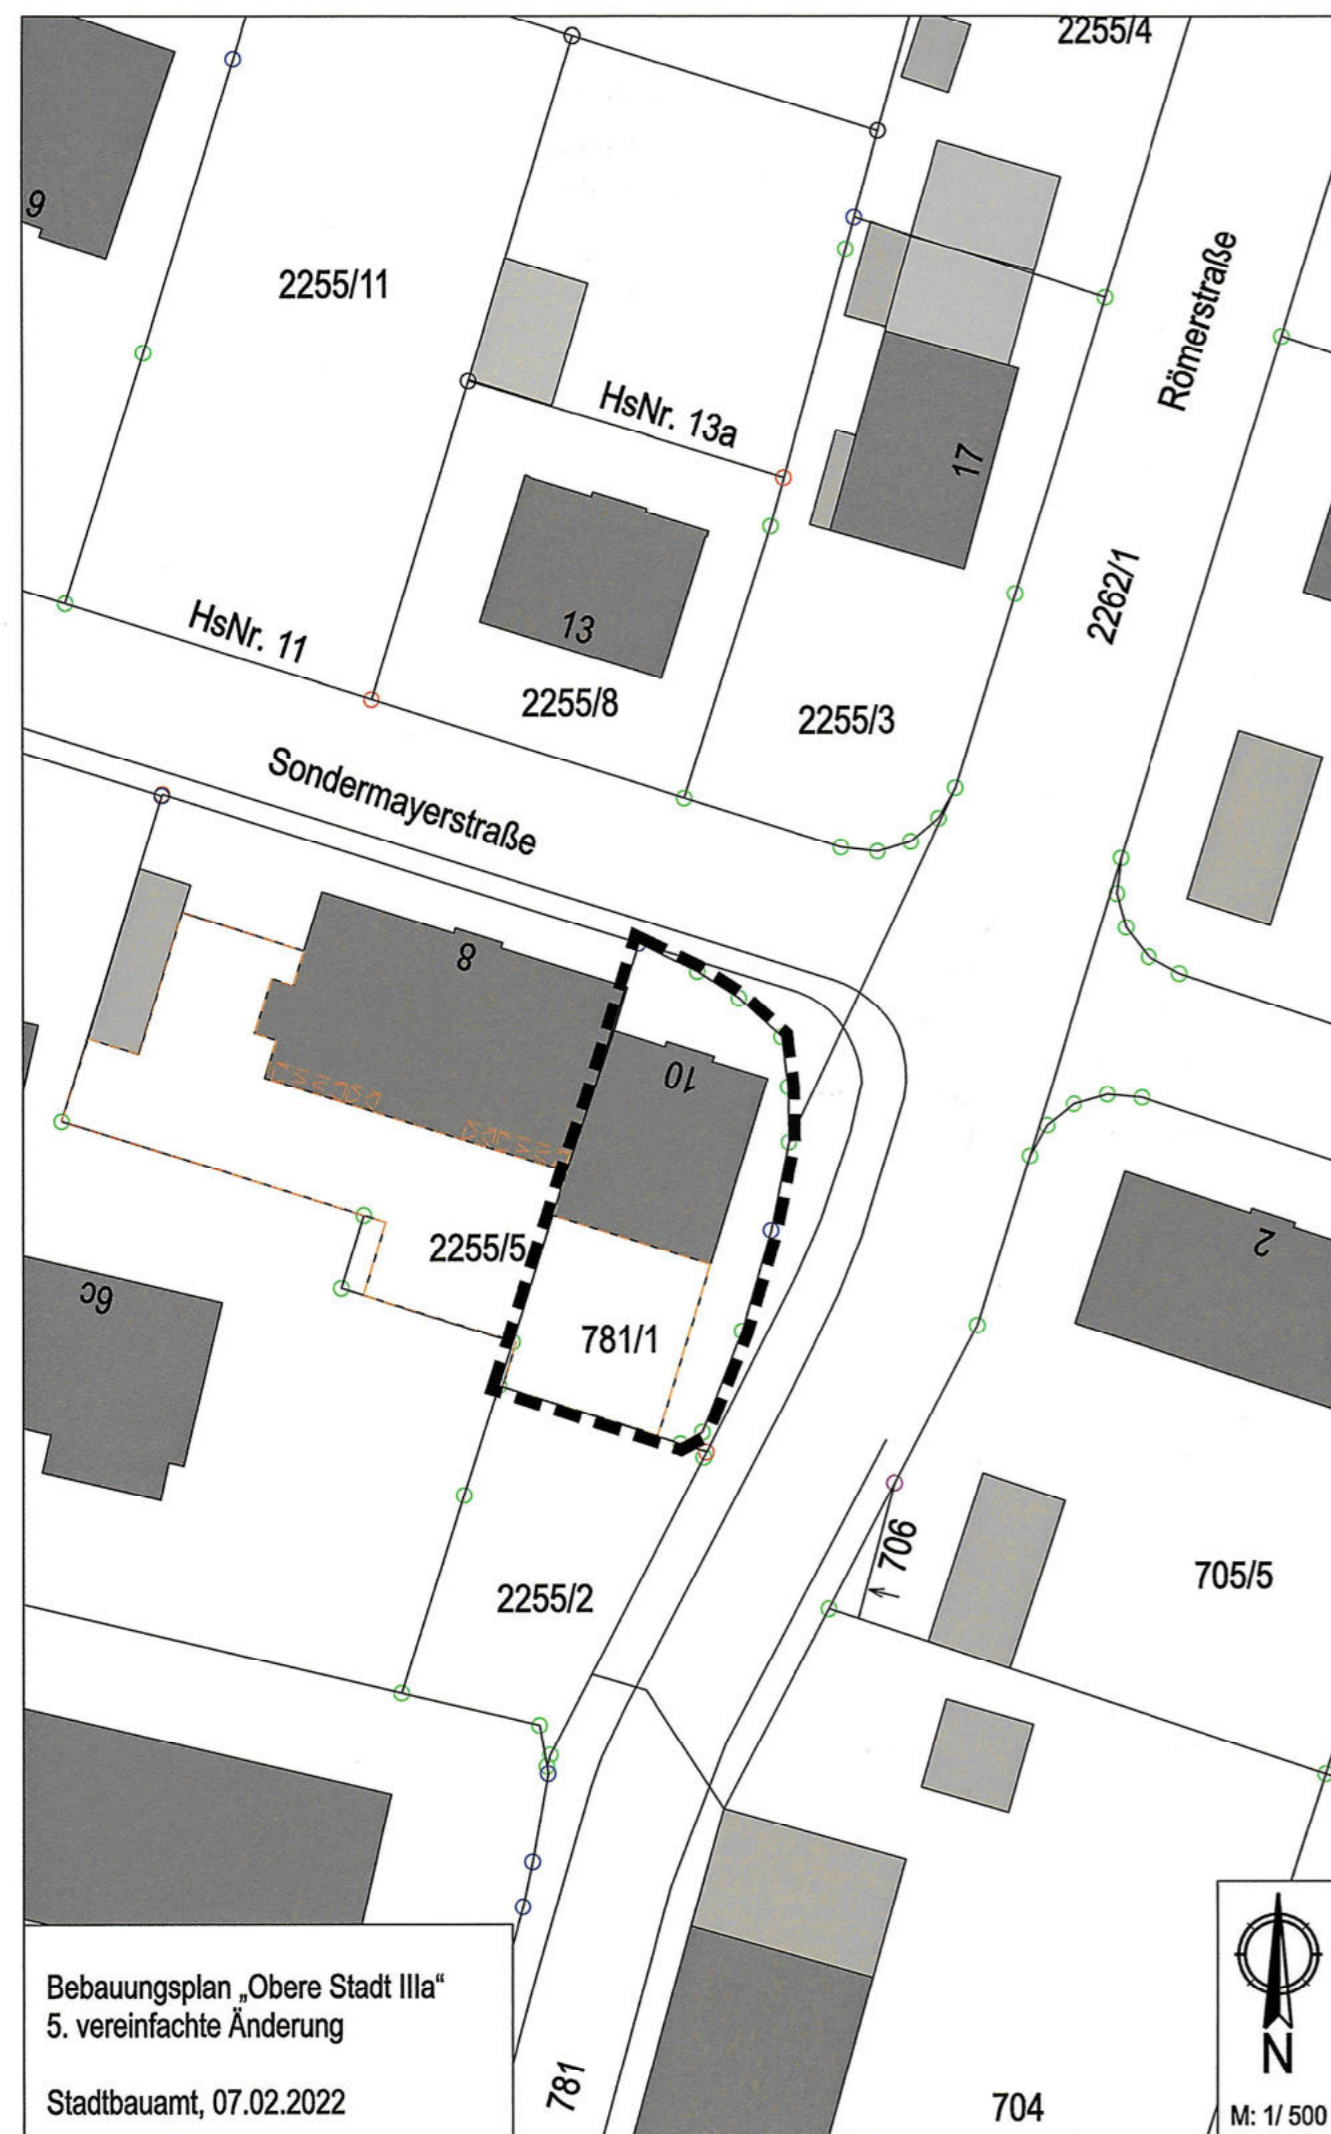 2255/4
9
2255/11
Römerstraße
HsNr. 13a
17
13
2262/1
HsNr. 11
2255/8
2255/3
Sondermayerstraße
8
10
2255/5
2
6c
781/1
706
705/5
2255/2
Bebauungsplan „Obere Stadt IIIa“
5. vereinfachte Änderung
Stadtbauamt, 07.02.2022
781
704
N
M: 1/ 500